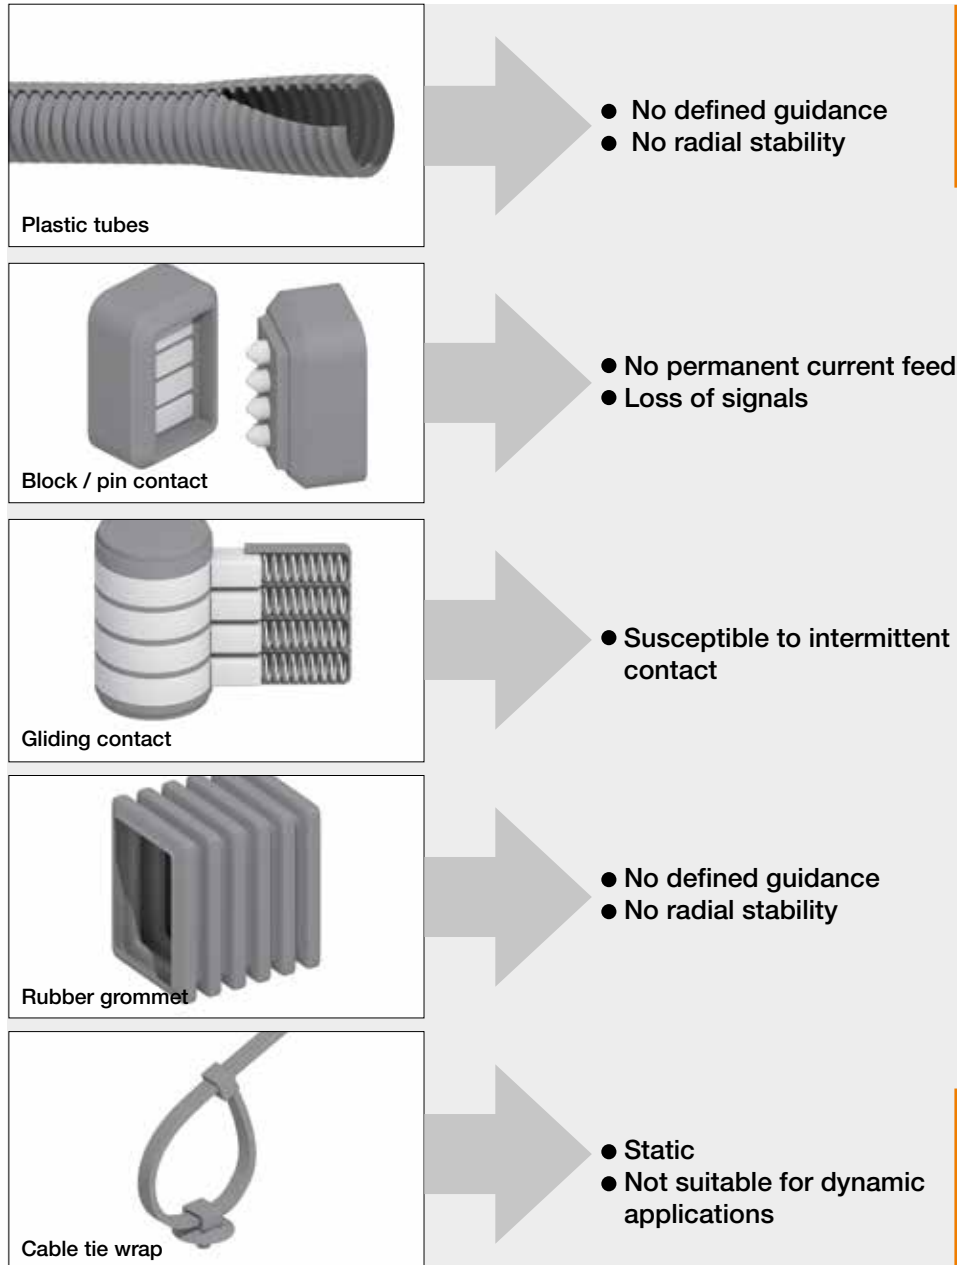 ● No defined guidance
● No radial stability
Plastic tubes
● No permanent current feed
● Loss of signals
Block / pin contact
● Susceptible to intermittent
contact
Gliding contact
● No defined guidance
● No radial stability
Rubber grommet
● Static
● Not suitable for dynamic
applications
Cable tie wrap